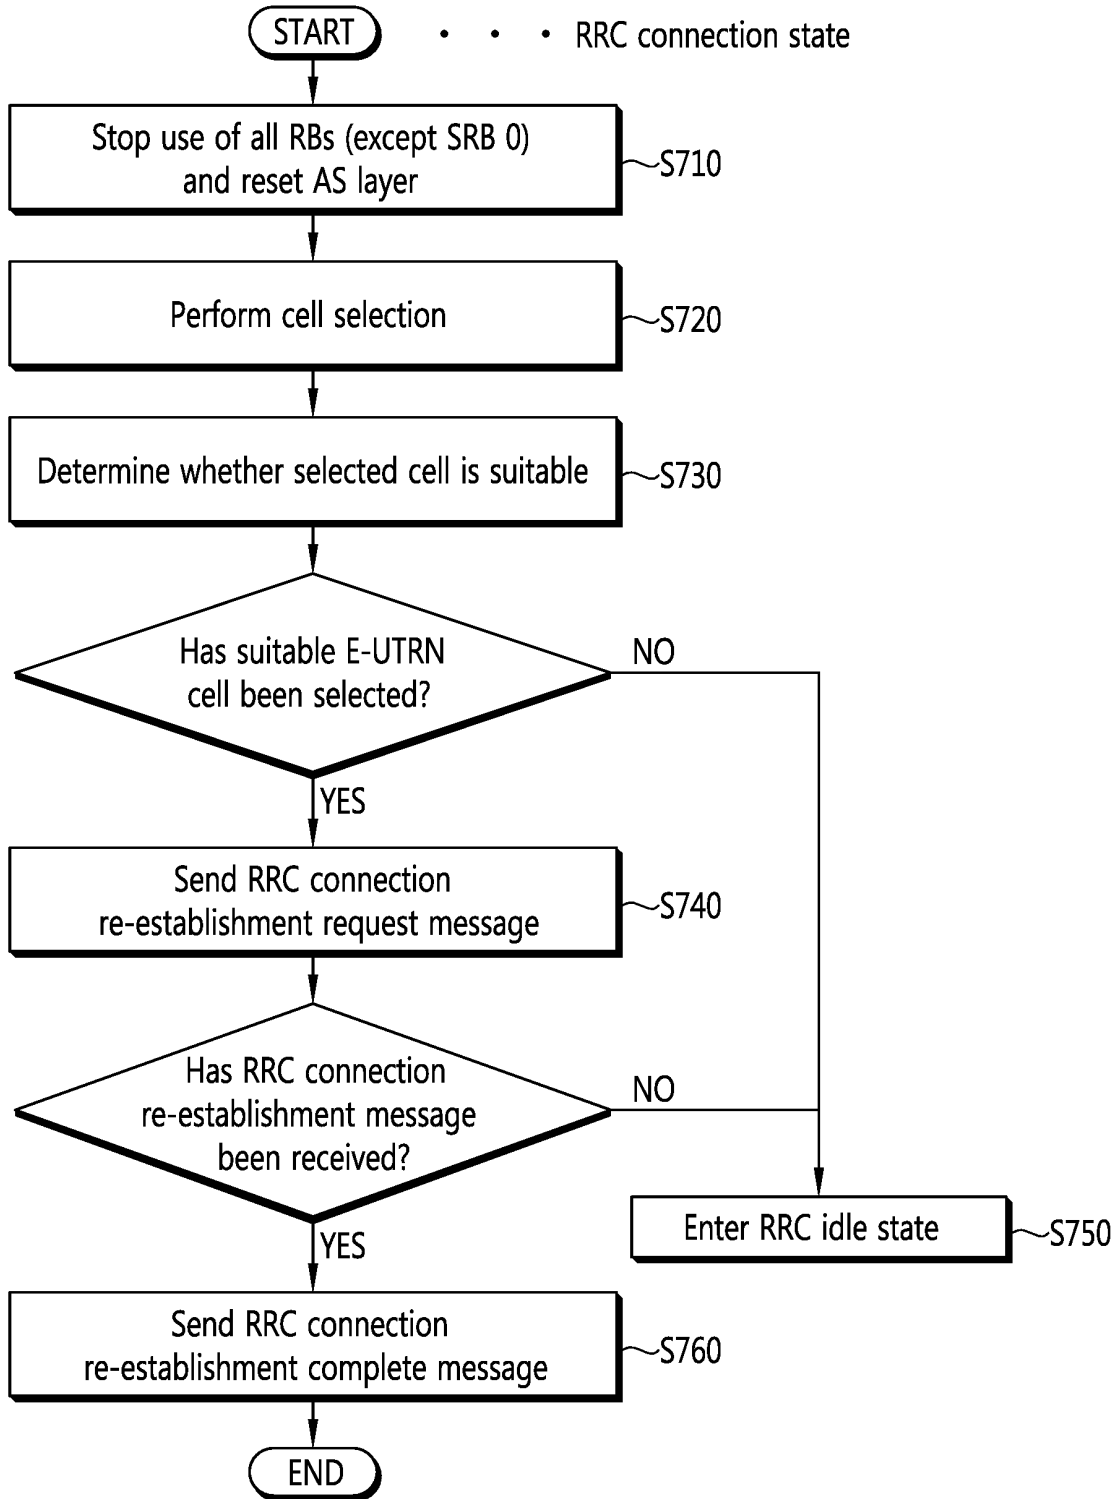 START
· · · RRC connection state
Stop use of all RBs (except SRB 0)
and reset AS layer
S710
Perform cell selection
S720
Determine whether selected cell is suitable
S730
Has suitable E-UTRN
cell been selected?
NO
YES
Send RRC connection
re-establishment request message
S740
Has RRC connection
re-establishment message
been received?
NO
YES
Enter RRC idle state
S750
Send RRC connection
re-establishment complete message
S760
END